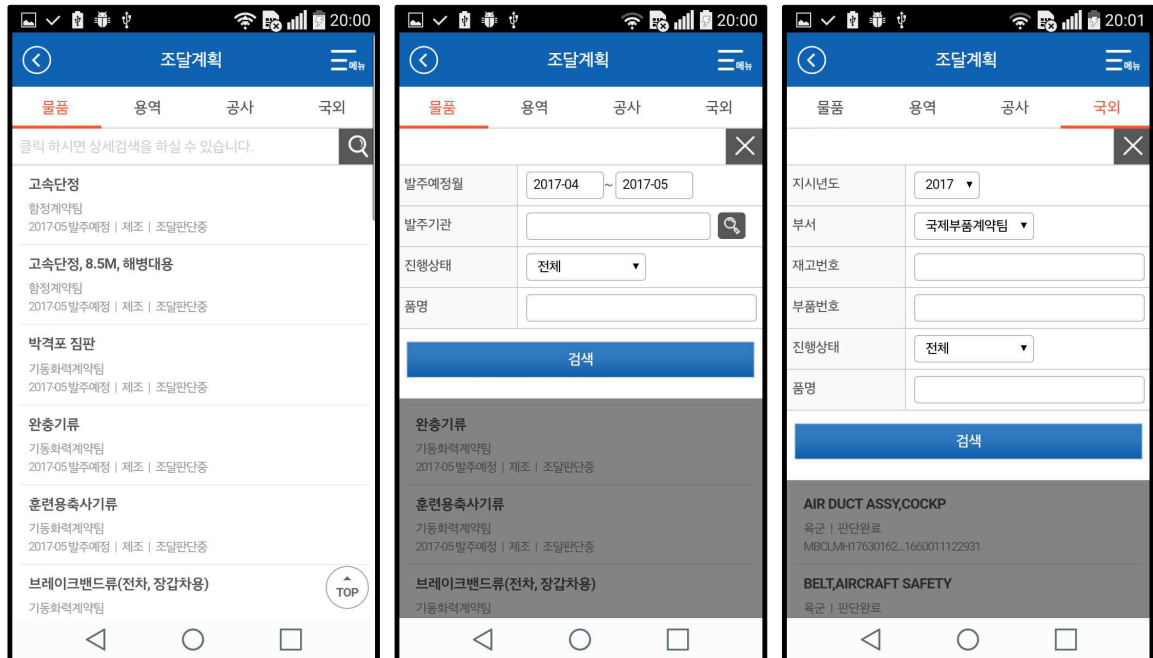 20:00
조달계획
메뉴
물품 용역 공사 국외
클릭 하시면 상세검색을 하실 수 있습니다.
고속단정
함정계약팀
2017-05 발주예정 | 제조 | 조달판단중
고속단정, 8.5M, 해병대용
함정계약팀
2017-05 발주예정 | 제조 | 조달판단중
박격포 짐판
기동화력계약팀
2017-05 발주예정 | 제조 | 조달판단중
완충기류
기동화력계약팀
2017-05 발주예정 | 제조 | 조달판단중
훈련용축사기류
기동화력계약팀
2017-05 발주예정 | 제조 | 조달판단중
브레이크밴드류(전차, 장갑차용)
기동화력계약팀
TOP
20:00
조달계획
메뉴
물품 용역 공사 국외
발주예정월 2017-04 ~ 2017-05
발주기관
진행상태 전체
품명
검색
완충기류
기동화력계약팀
2017-05 발주예정 | 제조 | 조달판단중
훈련용축사기류
기동화력계약팀
2017-05 발주예정 | 제조 | 조달판단중
브레이크밴드류(전차, 장갑차용)
기동화력계약팀
20:01
조달계획
메뉴
물품 용역 공사 국외
지시년도 2017
부서 국제부품계약팀
재고번호
부품번호
진행상태 전체
품명
검색
AIR DUCT ASSY,COCKP
육군 | 판단완료
MBCLMH17630162...1660011122931
BELT,AIRCRAFT SAFETY
육군 | 판단완료